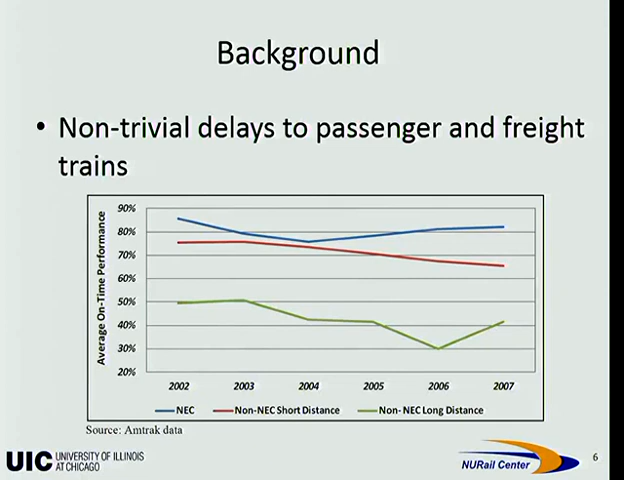 Background
• Non-trivial delays to passenger and freight
trains
Average On-Time Performance
90%
80%
70%
60%
50%
40%
30%
20%
2002 2003 2004 2005 2006 2007
NEC Non-NEC Short Distance Non- NEC Long Distance
Source: Amtrak data
UIC UNIVERSITY OF ILLINOIS
AT CHICAGO
NURail Center
6